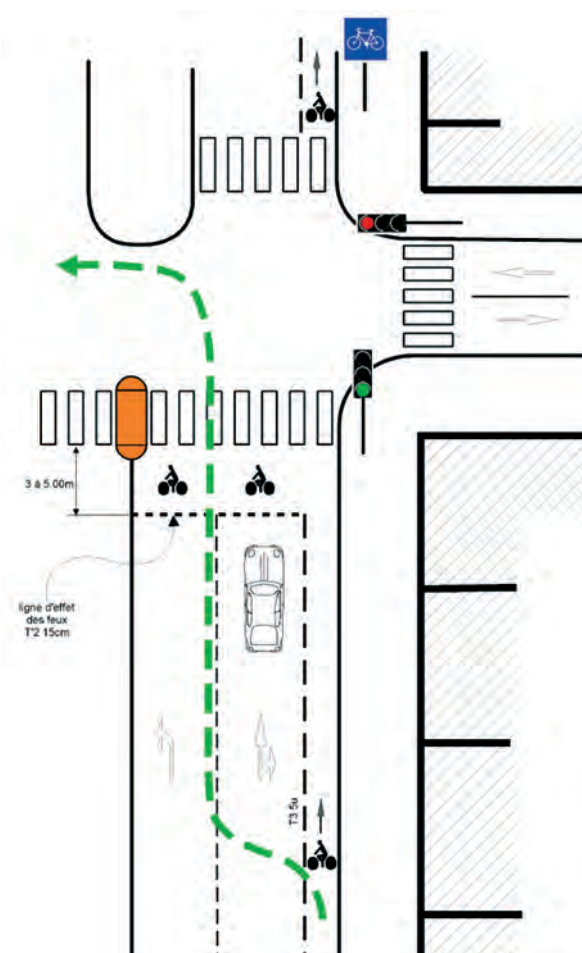 3 à 5.00m
ligne d'effet
des feux
T'2 15cm
T3 5u